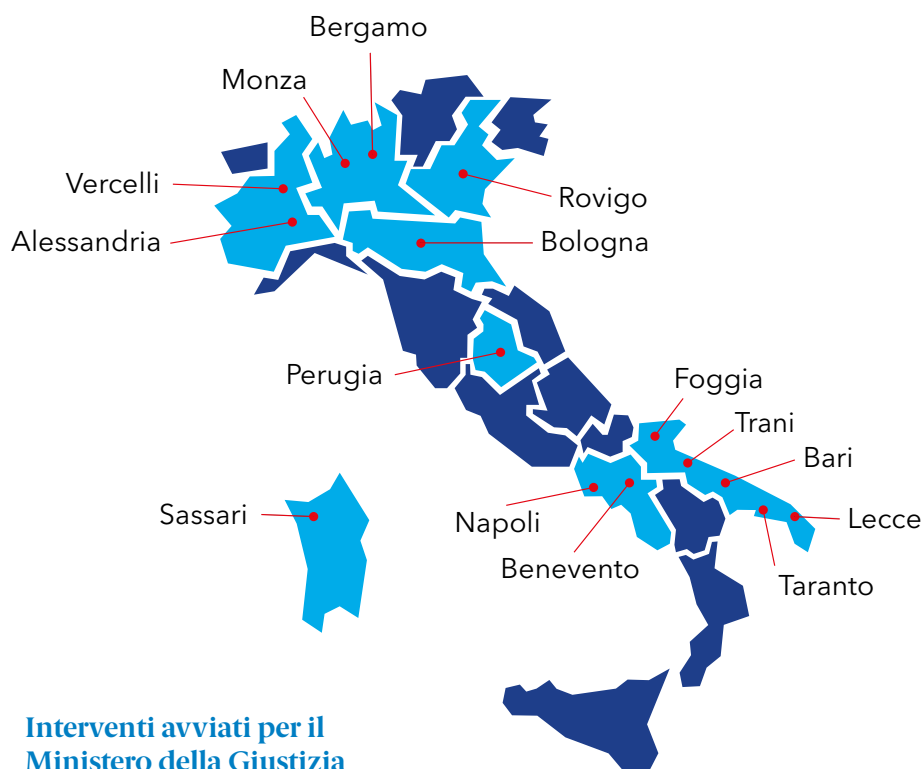 Bergamo
Monza
Vercelli
Rovigo
Alessandria
Bologna
Perugia
Foggia
Trani
Bari
Sassari
Napoli
Lecce
Benevento
Taranto
Interventi avviati per il
Ministero della Giustizia